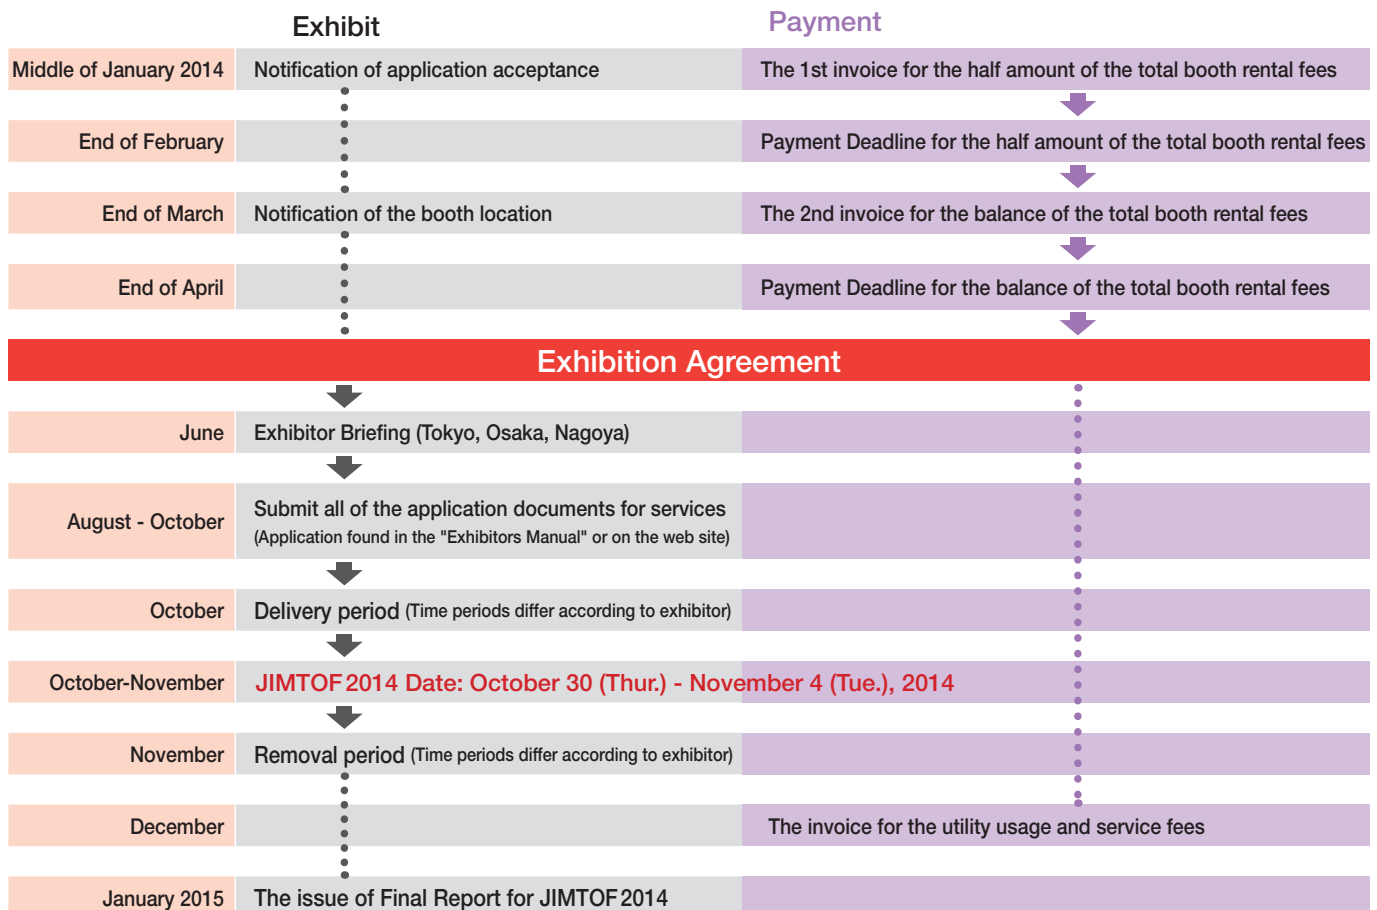 Exhibit
Payment
Middle of January 2014
Notification of application acceptance
The 1st invoice for the half amount of the total booth rental fees
End of February
Payment Deadline for the half amount of the total booth rental fees
End of March
Notification of the booth location
The 2nd invoice for the balance of the total booth rental fees
End of April
Payment Deadline for the balance of the total booth rental fees
Exhibition Agreement
June
Exhibitor Briefing (Tokyo, Osaka, Nagoya)
August - October
Submit all of the application documents for services
(Application found in the "Exhibitors Manual" or on the web site)
October
Delivery period (Time periods differ according to exhibitor)
October-November
JIMTOF 2014 Date: October 30 (Thur.) - November 4 (Tue.), 2014
November
Removal period (Time periods differ according to exhibitor)
December
The invoice for the utility usage and service fees
January 2015
The issue of Final Report for JIMTOF 2014